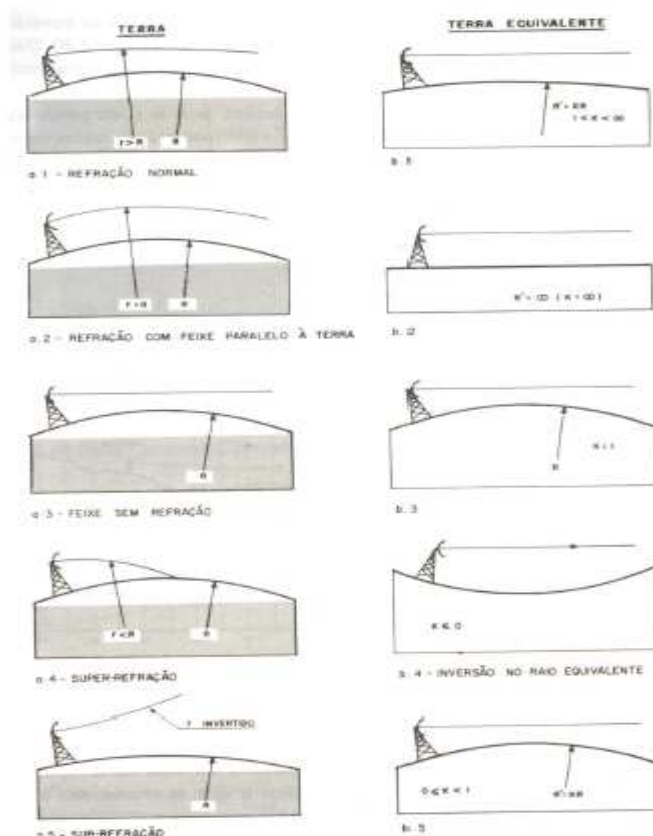 TERRA
TERRA EQUIVALENTE
r > R
R
a.1 - REFRAÇÃO NORMAL
R' = KR
1 < K < ∞
b.1
r = R
R
a.2 - REFRAÇÃO COM FEIXE PARALELO À TERRA
R' = ∞ (K = ∞)
b.2
R
a.3 - FEIXE SEM REFRAÇÃO
K = 1
R
b.3
r < R
R
a.4 - SUPER-REFRAÇÃO
K ≤ 0
b.4 - INVERSÃO NO RAIO EQUIVALENTE
r INVERTIDO
R
a.5 - SUB-REFRAÇÃO
0 ≤ K < 1
b.5